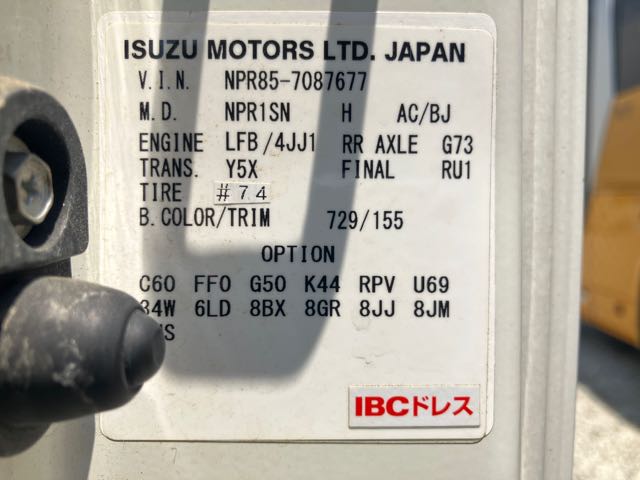 ISUZU MOTORS LTD. JAPAN
V.I.N. NPR85-7087677
M.D. NPR1SN H AC/BJ
ENGINE LFB/4JJ1 RR AXLE G73
TRANS. Y5X FINAL RU1
TIRE #74
B.COLOR/TRIM 729/155
OPTION
C60 FF0 G50 K44 RPV U69
34W 6LD 8BX 8GR 8JJ 8JM
IBCドレス